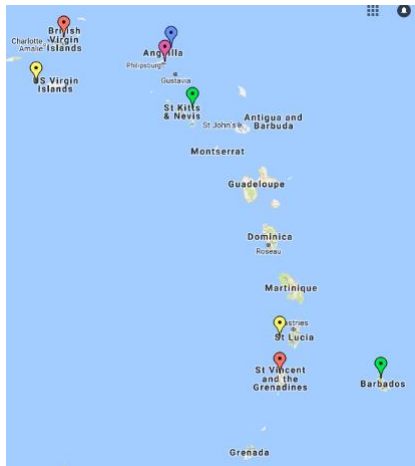 British
Virgin
Islands
Charlotte
Amalie
US Virgin
Islands
Anguilla
Philipsburg
Gustavia
St Kitts
& Nevis
St John's
Antigua and
Barbuda
Montserrat
Guadeloupe
Dominica
Roseau
Martinique
St Lucia
St Vincent
and the
Grenadines
Barbados
Grenada